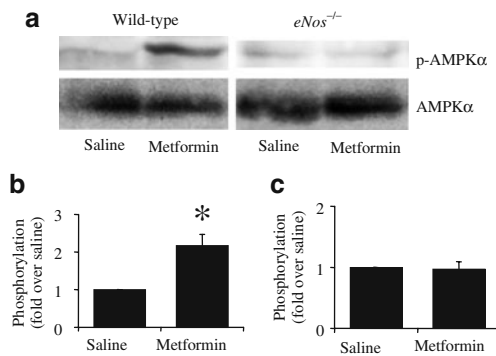 a
Wild-type
eNos–/–
p-AMPKα
AMPKα
Saline
Metformin
Saline
Metformin
b
Phosphorylation
(fold over saline)
3
2
1
0
*
Saline
Metformin
c
Phosphorylation
(fold over saline)
2
1
0
Saline
Metformin